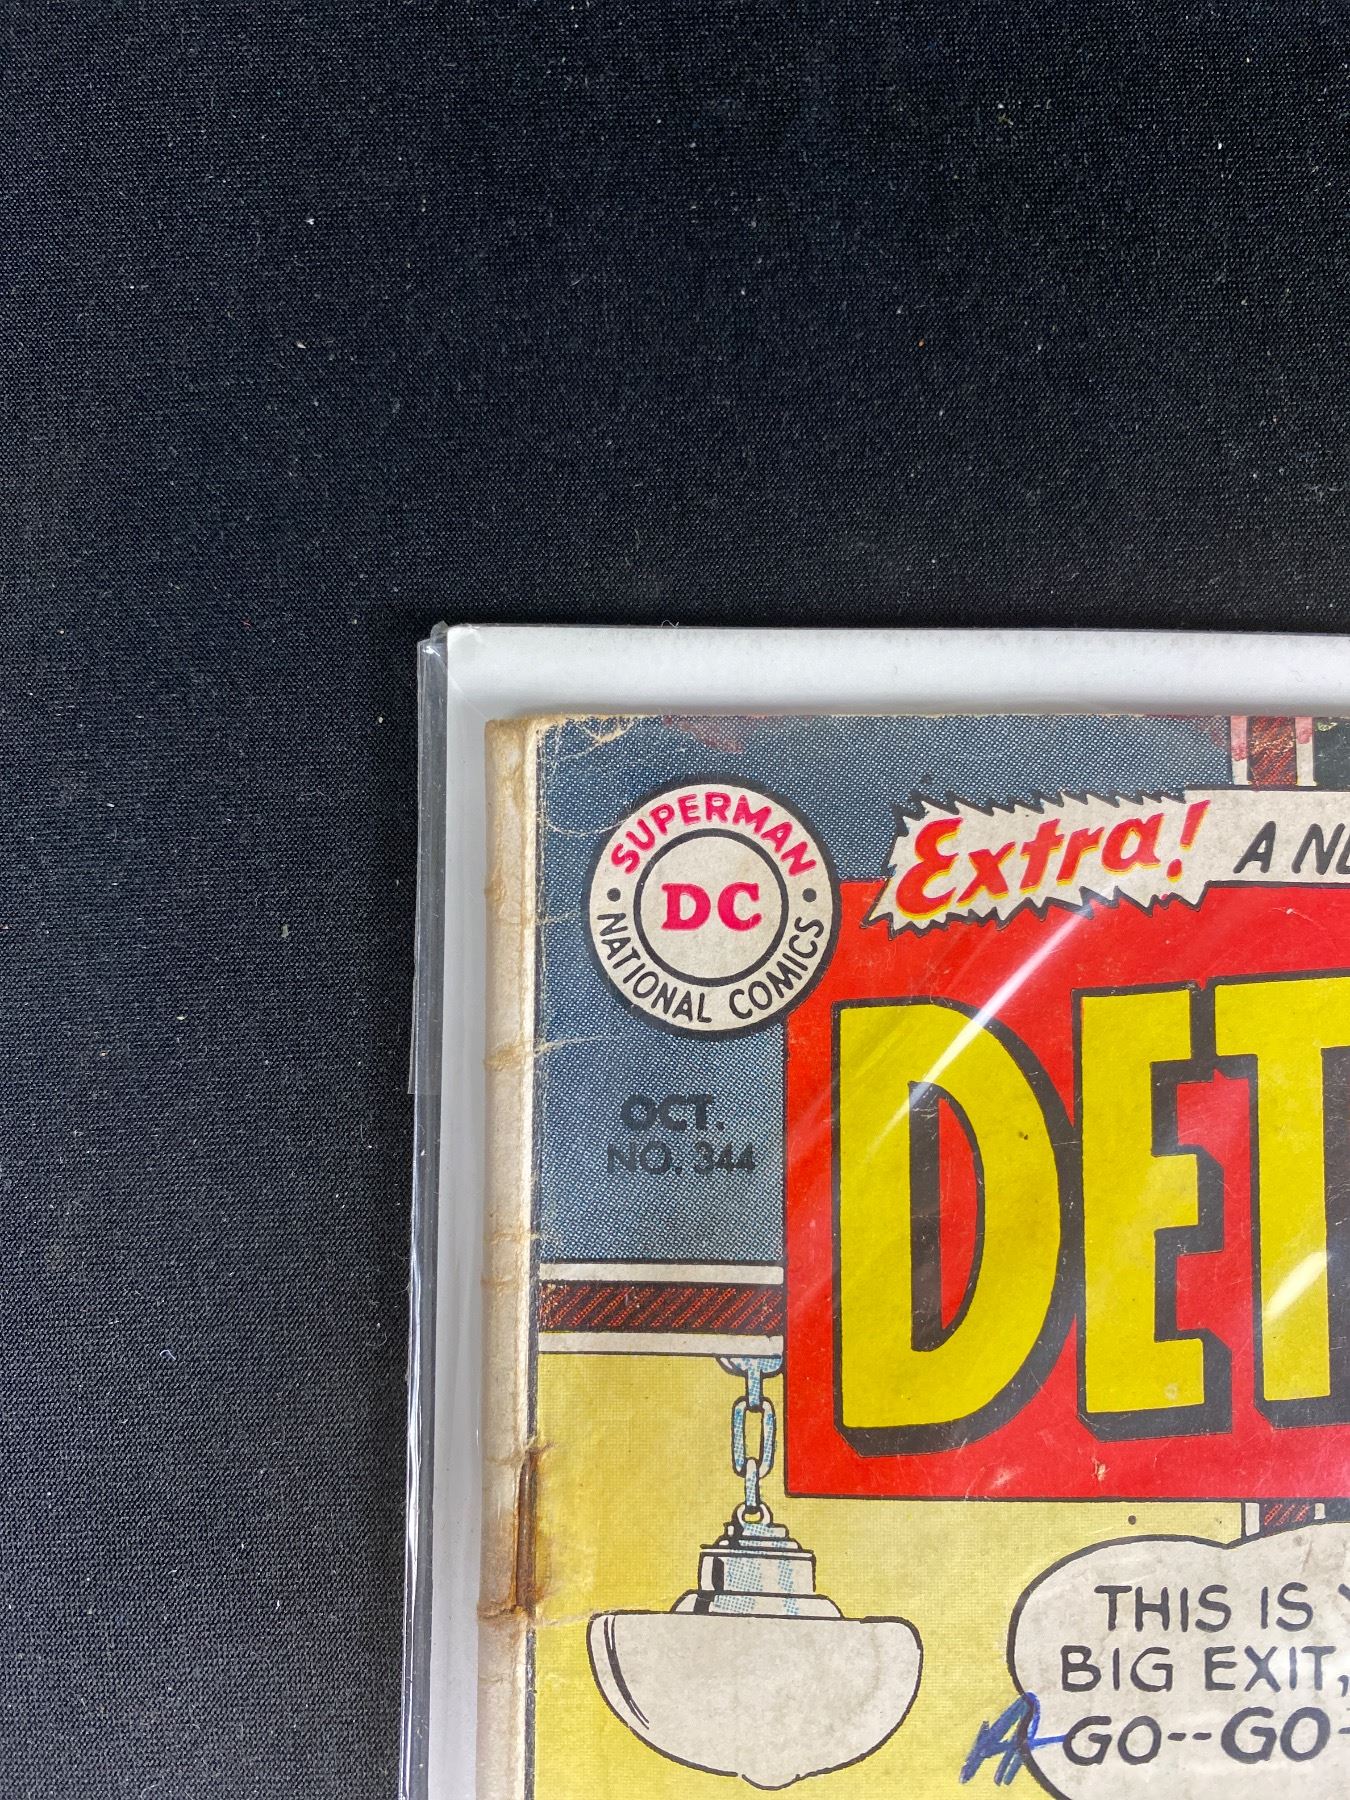 SUPERMAN
DC
NATIONAL COMICS
Extra! A
OCT.
NO. 344
DET
THIS IS
BIG EXIT,
GO--GO-